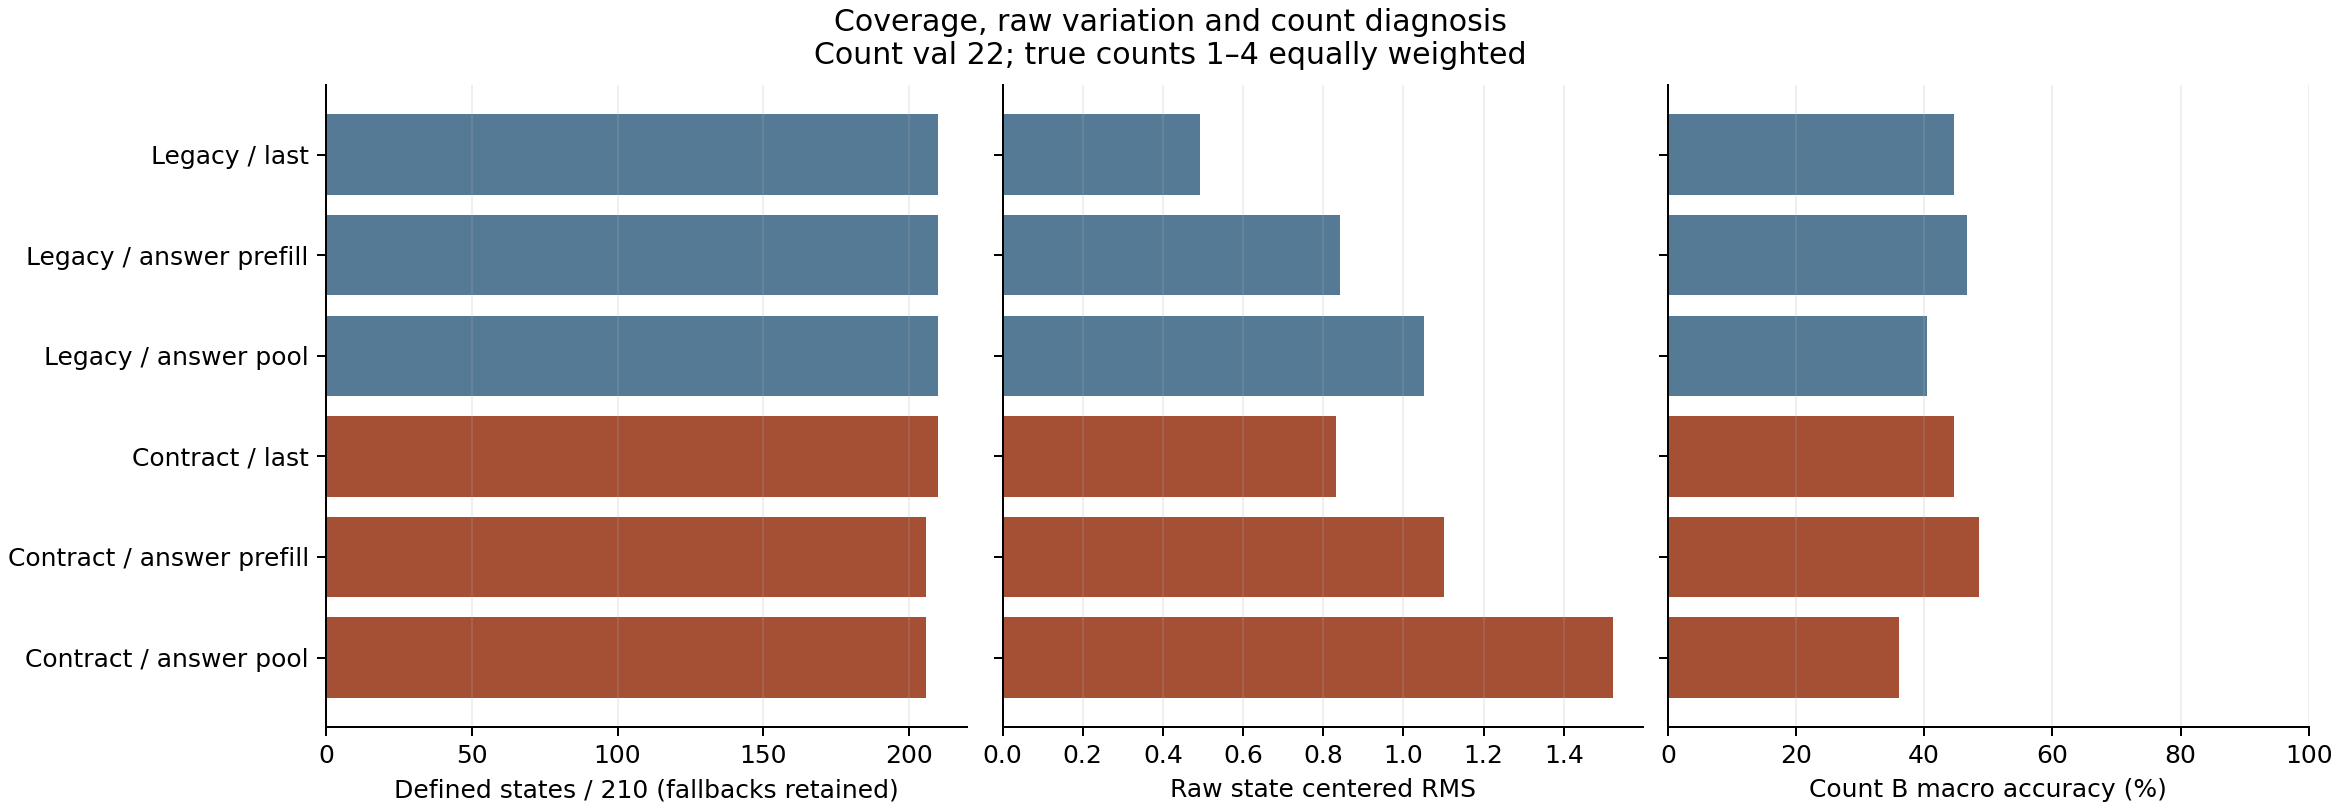 Coverage, raw variation and count diagnosis
Count val 22; true counts 1–4 equally weighted
Legacy / last
Legacy / answer prefill
Legacy / answer pool
Contract / last
Contract / answer prefill
Contract / answer pool
0 50 100 150 200
Defined states / 210 (fallbacks retained)
0.0 0.2 0.4 0.6 0.8 1.0 1.2 1.4
Raw state centered RMS
0 20 40 60 80 100
Count B macro accuracy (%)